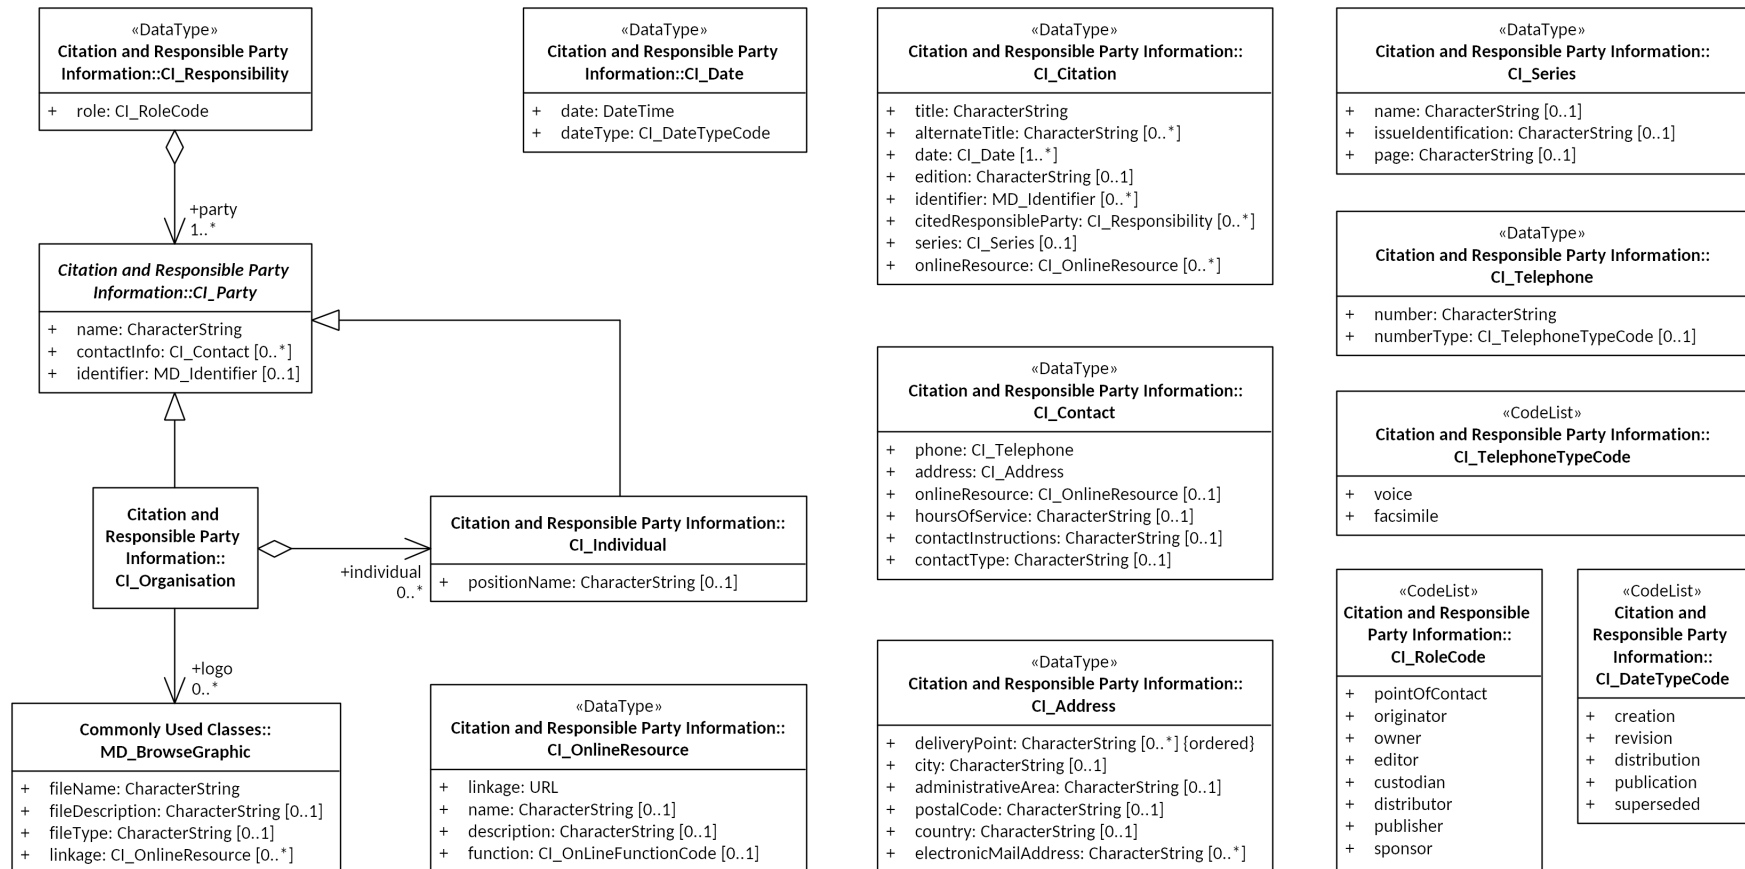 «DataType»
Citation and Responsible Party
Information::CI_Responsibility
+ role: CI_RoleCode
+party
1..*
Citation and Responsible Party
Information::CI_Party
+ name: CharacterString
+ contactInfo: CI_Contact [0..*]
+ identifier: MD_Identifier [0..1]
Citation and
Responsible Party
Information::
CI_Organisation
+individual
0..*
+logo
0..*
Commonly Used Classes::
MD_BrowseGraphic
+ fileName: CharacterString
+ fileDescription: CharacterString [0..1]
+ fileType: CharacterString [0..1]
+ linkage: CI_OnlineResource [0..*]
«DataType»
Citation and Responsible Party
Information::CI_Date
+ date: DateTime
+ dateType: CI_DateTypeCode
Citation and Responsible Party Information::
CI_Individual
+ positionName: CharacterString [0..1]
«DataType»
Citation and Responsible Party Information::
CI_OnlineResource
+ linkage: URL
+ name: CharacterString [0..1]
+ description: CharacterString [0..1]
+ function: CI_OnLineFunctionCode [0..1]
«DataType»
Citation and Responsible Party Information::
CI_Citation
+ title: CharacterString
+ alternateTitle: CharacterString [0..*]
+ date: CI_Date [1..*]
+ edition: CharacterString [0..1]
+ identifier: MD_Identifier [0..*]
+ citedResponsibleParty: CI_Responsibility [0..*]
+ series: CI_Series [0..1]
+ onlineResource: CI_OnlineResource [0..*]
«DataType»
Citation and Responsible Party Information::
CI_Contact
+ phone: CI_Telephone
+ address: CI_Address
+ onlineResource: CI_OnlineResource [0..1]
+ hoursOfService: CharacterString [0..1]
+ contactInstructions: CharacterString [0..1]
+ contactType: CharacterString [0..1]
«DataType»
Citation and Responsible Party Information::
CI_Address
+ deliveryPoint: CharacterString [0..*] {ordered}
+ city: CharacterString [0..1]
+ administrativeArea: CharacterString [0..1]
+ postalCode: CharacterString [0..1]
+ country: CharacterString [0..1]
+ electronicMailAddress: CharacterString [0..*]
«DataType»
Citation and Responsible Party Information::
CI_Series
+ name: CharacterString [0..1]
+ issueIdentification: CharacterString [0..1]
+ page: CharacterString [0..1]
«DataType»
Citation and Responsible Party Information::
CI_Telephone
+ number: CharacterString
+ numberType: CI_TelephoneTypeCode [0..1]
«CodeList»
Citation and Responsible Party Information::
CI_TelephoneTypeCode
+ voice
+ facsimile
«CodeList»
Citation and Responsible
Party Information::
CI_RoleCode
+ pointOfContact
+ originator
+ owner
+ editor
+ custodian
+ distributor
+ publisher
+ sponsor
«CodeList»
Citation and
Responsible Party
Information::
CI_DateTypeCode
+ creation
+ revision
+ distribution
+ publication
+ superseded